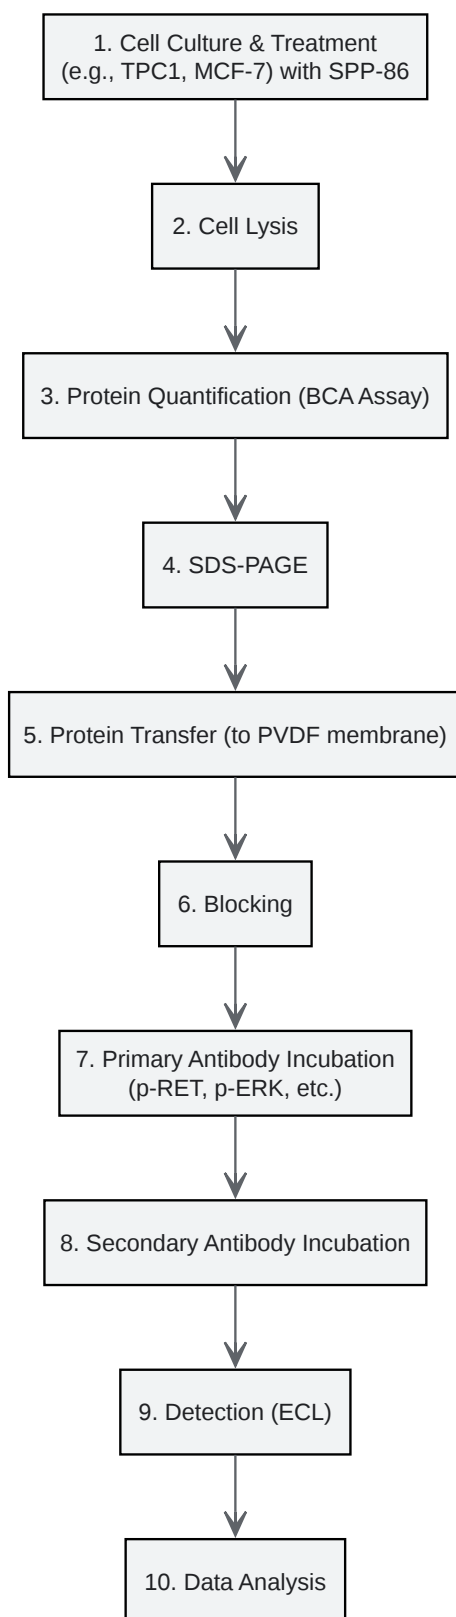 1. Cell Culture & Treatment
(e.g., TPC1, MCF-7) with SPP-86
2. Cell Lysis
3. Protein Quantification (BCA Assay)
4. SDS-PAGE
5. Protein Transfer (to PVDF membrane)
6. Blocking
7. Primary Antibody Incubation
(p-RET, p-ERK, etc.)
8. Secondary Antibody Incubation
9. Detection (ECL)
10. Data Analysis